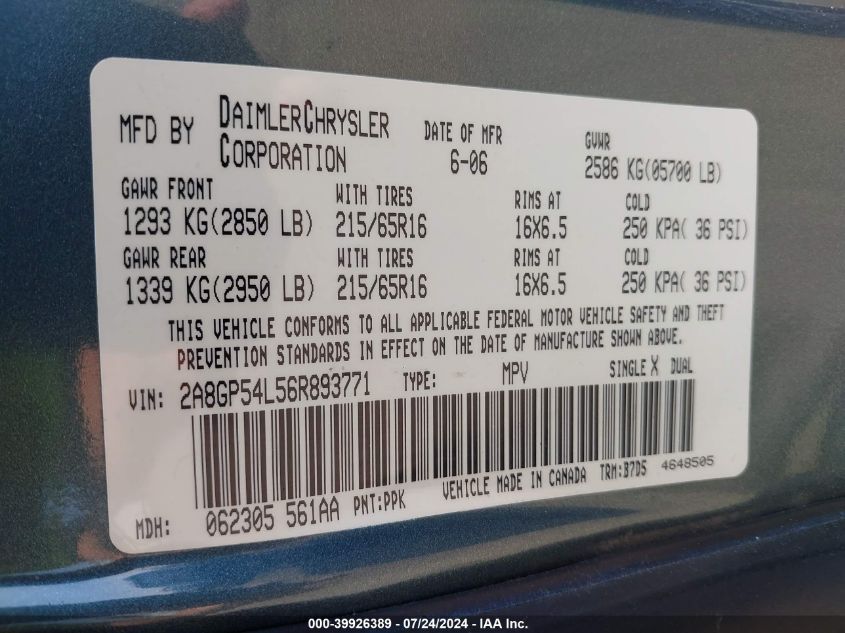 MFD BY DAIMLERCHRYSLER CORPORATION DATE OF MFR 6-06 GVWR 2586 KG(05700 LB)
GAWR FRONT WITH TIRES RIMS AT COLD
1293 KG(2850 LB) 215/65R16 16X6.5 250 KPA( 36 PSI)
GAWR REAR WITH TIRES RIMS AT COLD
1339 KG(2950 LB) 215/65R16 16X6.5 250 KPA( 36 PSI)
THIS VEHICLE CONFORMS TO ALL APPLICABLE FEDERAL MOTOR VEHICLE SAFETY AND THEFT
PREVENTION STANDARDS IN EFFECT ON THE DATE OF MANUFACTURE SHOWN ABOVE.
VIN: 2A8GP54L56R893771 TYPE: MPV SINGLE X DUAL
MDH: 062305 561AA PNT:PPK VEHICLE MADE IN CANADA TRM:B7D5 4648505
000-39926389 - 07/24/2024 - IAA Inc.